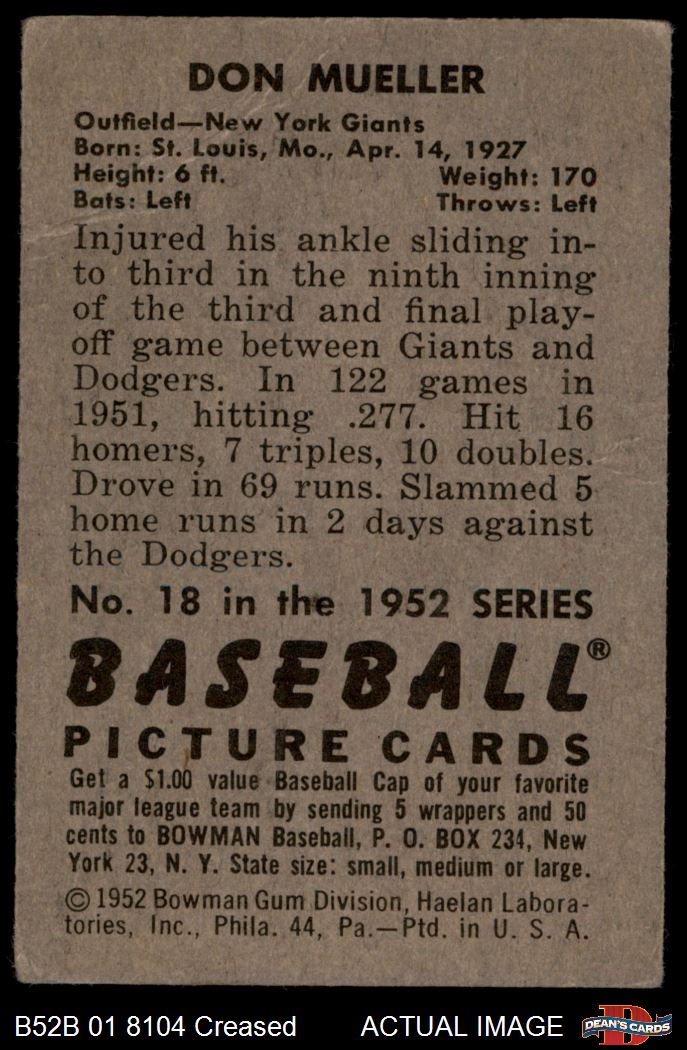 DON MUELLER
Outfield—New York Giants
Born: St. Louis, Mo., Apr. 14, 1927
Height: 6 ft. Weight: 170
Bats: Left Throws: Left
Injured his ankle sliding in-
to third in the ninth inning
of the third and final play-
off game between Giants and
Dodgers. In 122 games in
1951, hitting .277. Hit 16
homers, 7 triples, 10 doubles.
Drove in 69 runs. Slammed 5
home runs in 2 days against
the Dodgers.
No. 18 in the 1952 SERIES
BASEBALL®
PICTURE CARDS
Get a $1.00 value Baseball Cap of your favorite
major league team by sending 5 wrappers and 50
cents to BOWMAN Baseball, P. O. BOX 234, New
York 23, N. Y. State size: small, medium or large.
© 1952 Bowman Gum Division, Haelan Labora-
tories, Inc., Phila. 44, Pa.—Ptd. in U. S. A.
B52B 01 8104 Creased ACTUAL IMAGE
D
DEAN'S CARDS